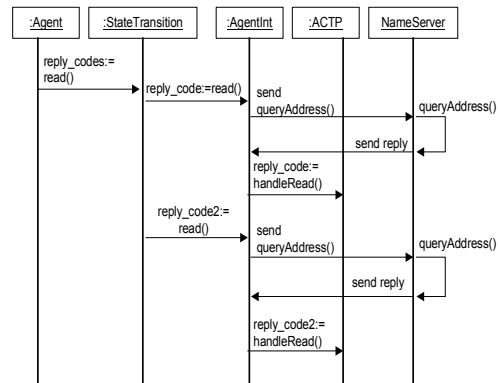 :Agent
:StateTransition
:AgentInt
:ACTP
NameServer
reply_codes:=
read()
reply_code:=read()
send
queryAddress()
queryAddress()
send reply
reply_code:=
handleRead()
reply_code2:=
read()
send
queryAddress()
queryAddress()
send reply
reply_code2:=
handleRead()